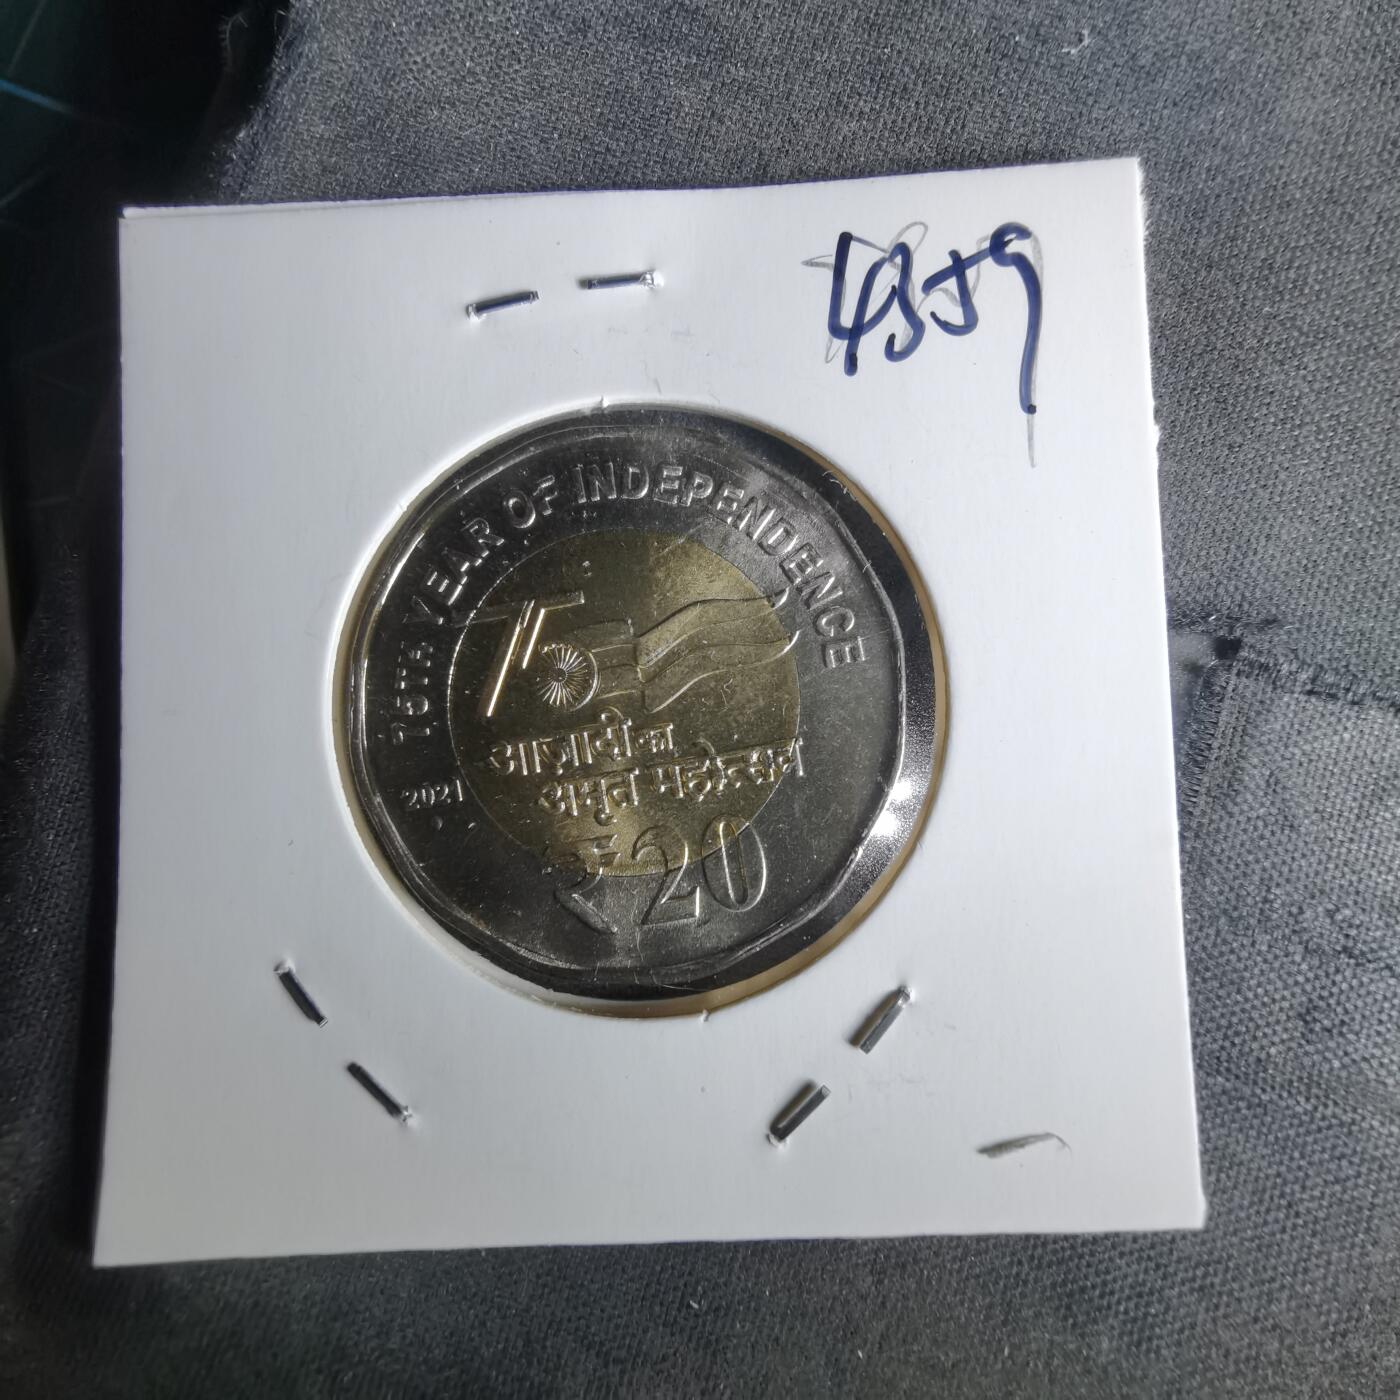 4359
75TH YEAR OF INDEPENDENCE
75
आज़ादी का
अमृत महोत्सव
2021
₹ 20